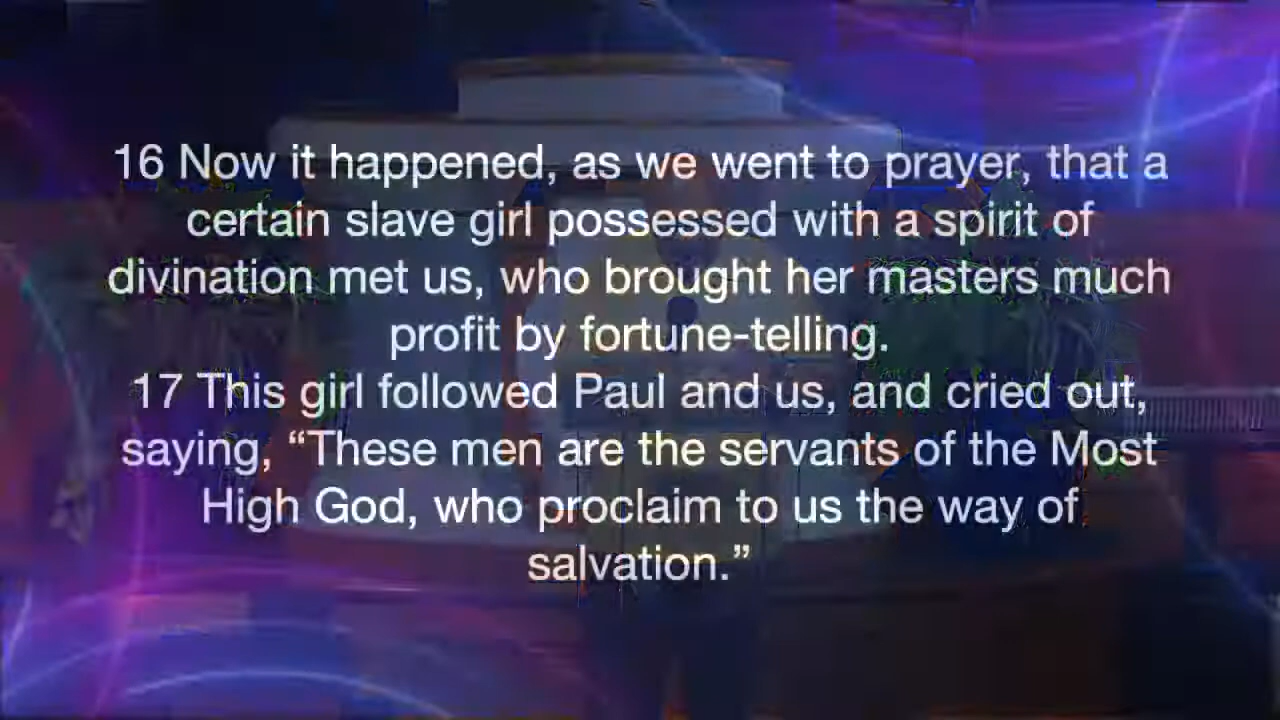 16 Now it happened, as we went to prayer, that a
certain slave girl possessed with a spirit of
divination met us, who brought her masters much
profit by fortune-telling.
17 This girl followed Paul and us, and cried out,
saying, “These men are the servants of the Most
High God, who proclaim to us the way of
salvation.”